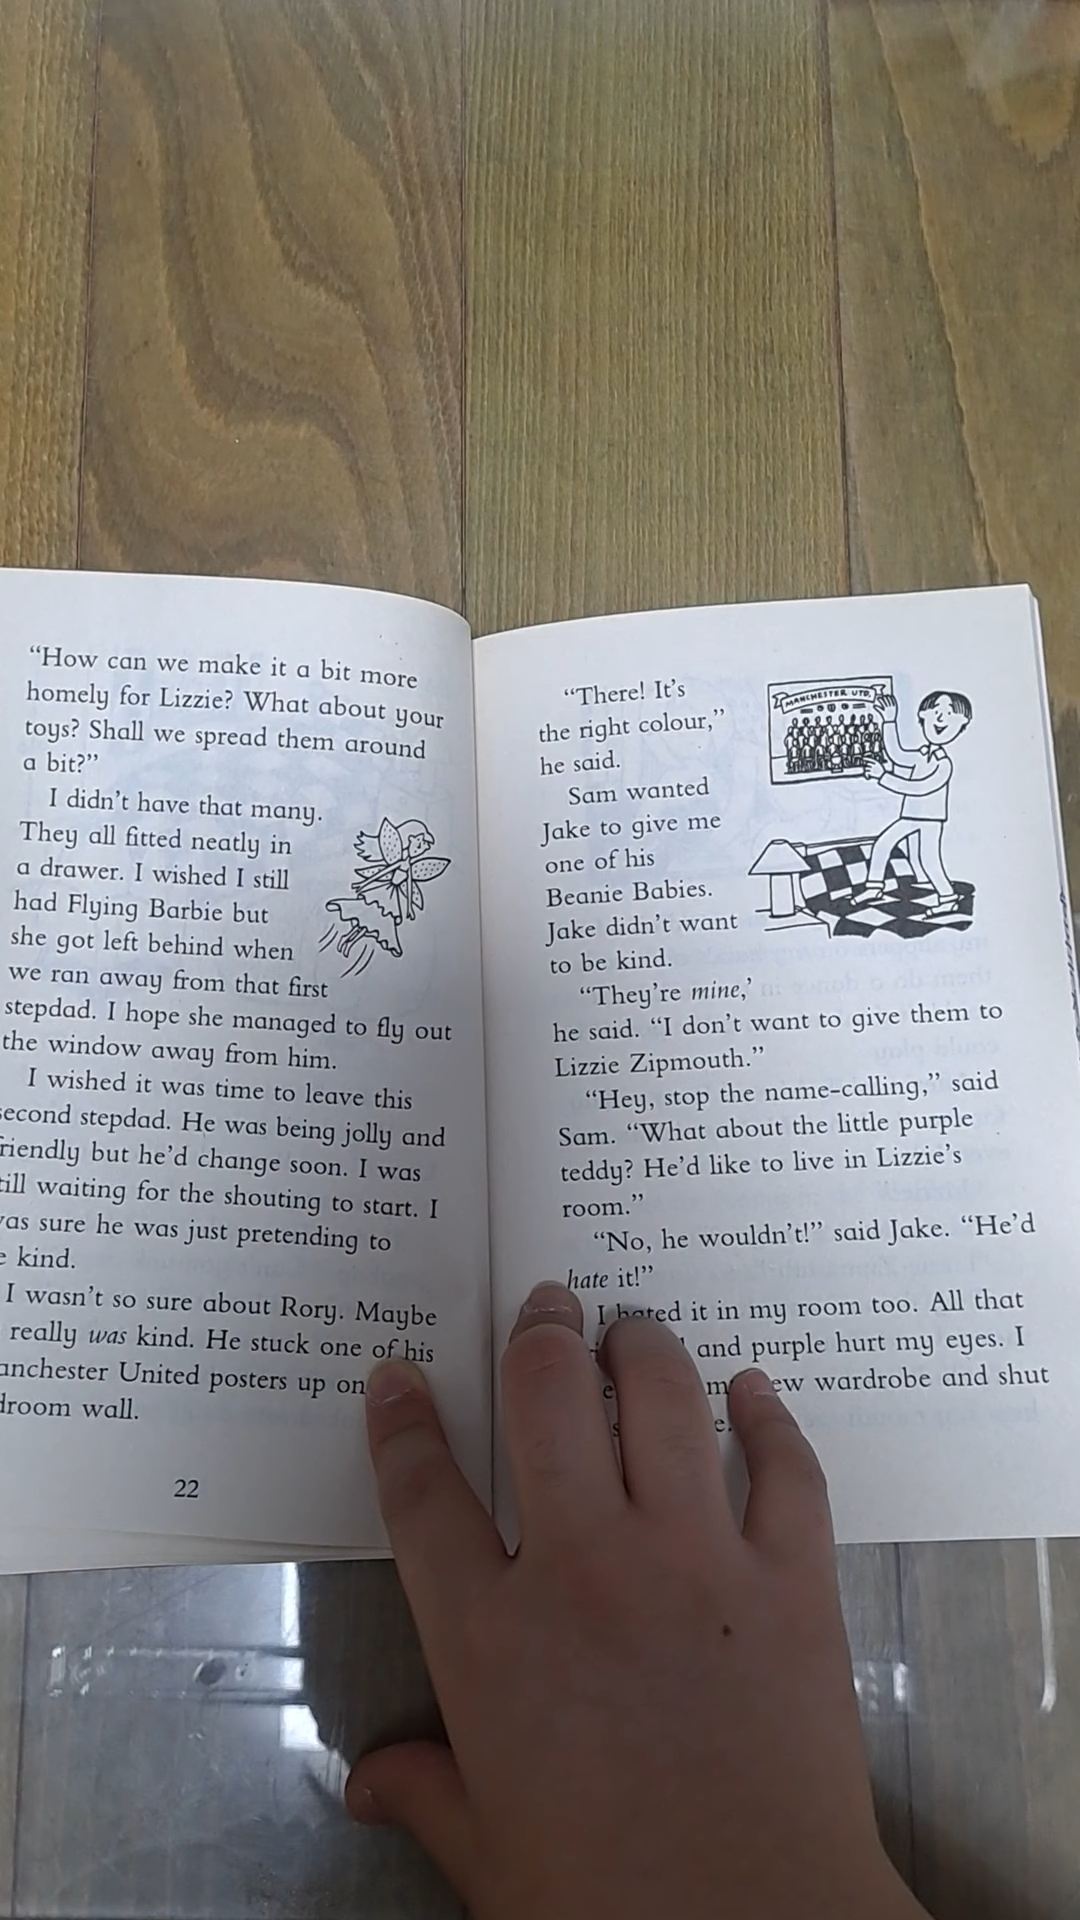 “How can we make it a bit more
homely for Lizzie? What about your
toys? Shall we spread them around
a bit?”
I didn’t have that many.
They all fitted neatly in
a drawer. I wished I still
had Flying Barbie but
she got left behind when
we ran away from that first
stepdad. I hope she managed to fly out
the window away from him.
I wished it was time to leave this
second stepdad. He was being jolly and
friendly but he’d change soon. I was
still waiting for the shouting to start. I
was sure he was just pretending to
kind.
I wasn’t so sure about Rory. Maybe
really was kind. He stuck one of his
Manchester United posters up on
bedroom wall.
22
“There! It’s
the right colour,”
he said.
Sam wanted
Jake to give me
one of his
Beanie Babies.
Jake didn’t want
to be kind.
“They’re mine,’
he said. “I don’t want to give them to
Lizzie Zipmouth.”
“Hey, stop the name-calling,” said
Sam. “What about the little purple
teddy? He’d like to live in Lizzie’s
room.”
“No, he wouldn’t!” said Jake. “He’d
hate it!”
I hated it in my room too. All that
and purple hurt my eyes. I
new wardrobe and shut
MANCHESTER UTD.